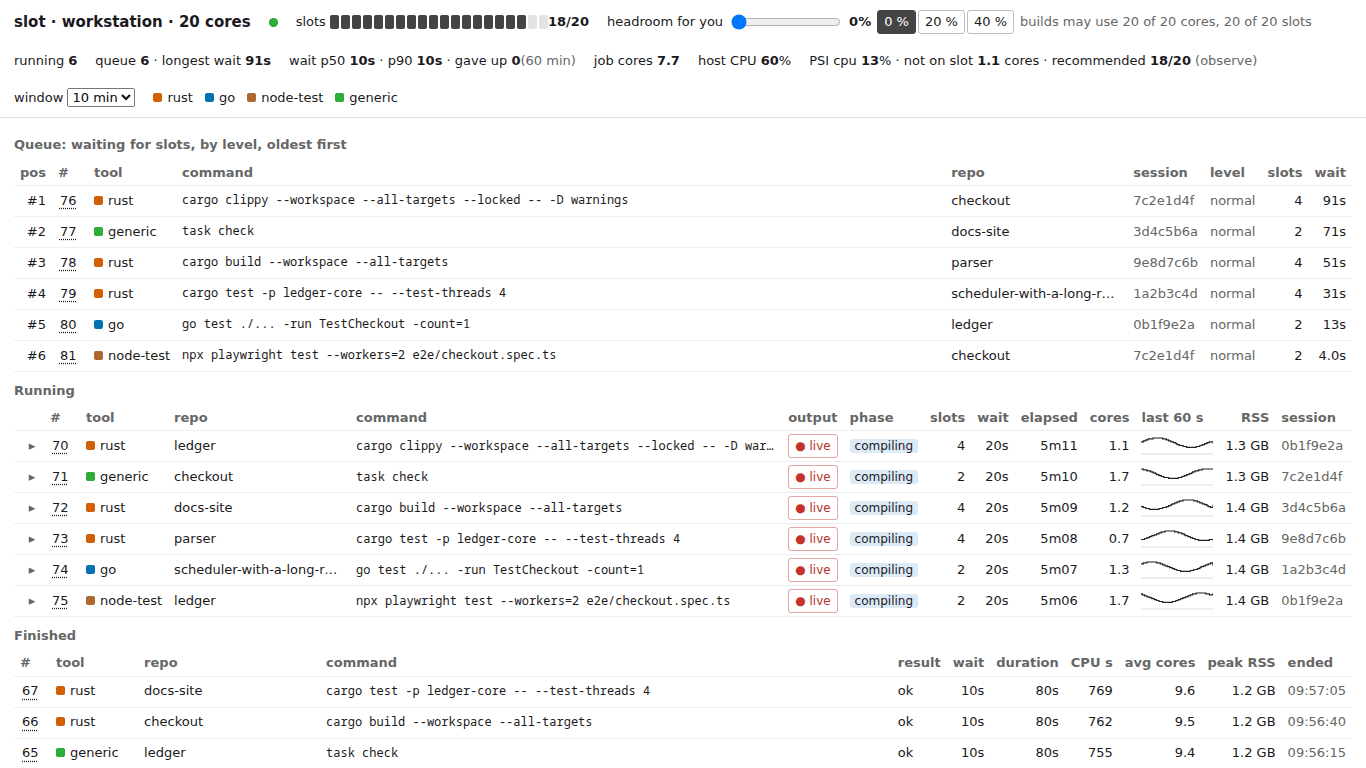 slot · workstation · 20 cores ● slots 18/20 headroom for you 0% 0 % 20 % 40 % builds may use 20 of 20 cores, 20 of 20 slots
running 6 queue 6 · longest wait 91s wait p50 10s · p90 10s · gave up 0(60 min) job cores 7.7 host CPU 60% PSI cpu 13% · not on slot 1.1 cores · recommended 18/20 (observe)
window 10 min rust go node-test generic
Queue: waiting for slots, by level, oldest first
pos # tool command repo session level slots wait
#1 76 rust cargo clippy --workspace --all-targets --locked -- -D warnings checkout 7c2e1d4f normal 4 91s
#2 77 generic task check docs-site 3d4c5b6a normal 2 71s
#3 78 rust cargo build --workspace --all-targets parser 9e8d7c6b normal 4 51s
#4 79 rust cargo test -p ledger-core -- --test-threads 4 scheduler-with-a-long-r… 1a2b3c4d normal 4 31s
#5 80 go go test ./... -run TestCheckout -count=1 ledger 0b1f9e2a normal 2 13s
#6 81 node-test npx playwright test --workers=2 e2e/checkout.spec.ts checkout 7c2e1d4f normal 2 4.0s
Running
# tool repo command output phase slots wait elapsed cores last 60 s RSS session
▸ 70 rust ledger cargo clippy --workspace --all-targets --locked -- -D war… ● live compiling 4 20s 5m11 1.1 1.3 GB 0b1f9e2a
▸ 71 generic checkout task check ● live compiling 2 20s 5m10 1.7 1.3 GB 7c2e1d4f
▸ 72 rust docs-site cargo build --workspace --all-targets ● live compiling 4 20s 5m09 1.2 1.4 GB 3d4c5b6a
▸ 73 rust parser cargo test -p ledger-core -- --test-threads 4 ● live compiling 4 20s 5m08 0.7 1.4 GB 9e8d7c6b
▸ 74 go scheduler-with-a-long-r… go test ./... -run TestCheckout -count=1 ● live compiling 2 20s 5m07 1.3 1.4 GB 1a2b3c4d
▸ 75 node-test ledger npx playwright test --workers=2 e2e/checkout.spec.ts ● live compiling 2 20s 5m06 1.7 1.4 GB 0b1f9e2a
Finished
# tool repo command result wait duration CPU s avg cores peak RSS ended
67 rust docs-site cargo test -p ledger-core -- --test-threads 4 ok 10s 80s 769 9.6 1.2 GB 09:57:05
66 rust checkout cargo build --workspace --all-targets ok 10s 80s 762 9.5 1.2 GB 09:56:40
65 generic ledger task check ok 10s 80s 755 9.4 1.2 GB 09:56:15